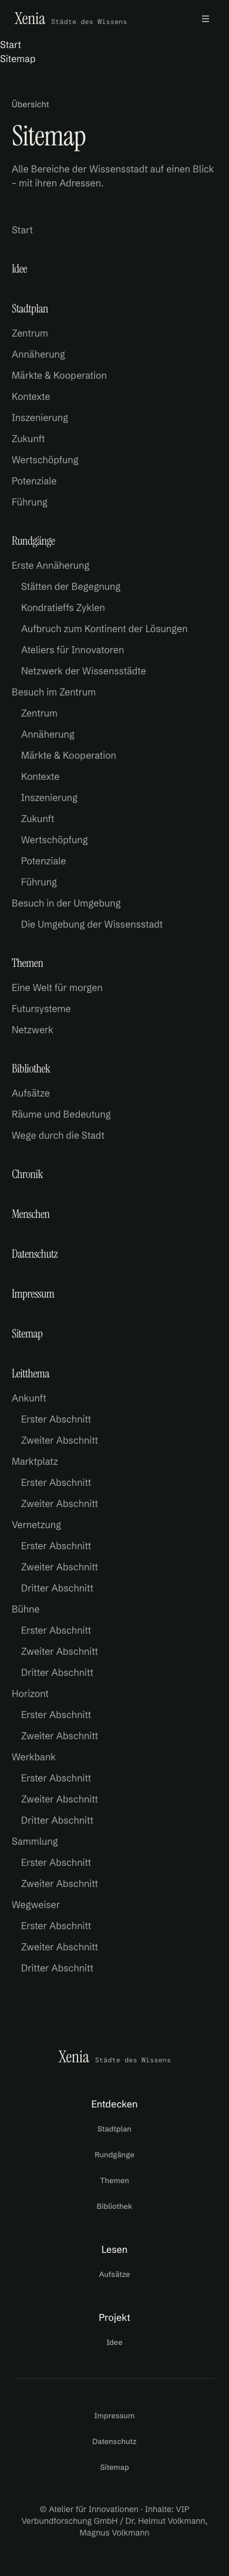 Xenia Städte des Wissens
Start
Sitemap
Übersicht
Sitemap
Alle Bereiche der Wissensstadt auf einen Blick
– mit ihren Adressen.
Start
Idee
Stadtplan
Zentrum
Annäherung
Märkte & Kooperation
Kontexte
Inszenierung
Zukunft
Wertschöpfung
Potenziale
Führung
Rundgänge
Erste Annäherung
Stätten der Begegnung
Kondratieffs Zyklen
Aufbruch zum Kontinent der Lösungen
Ateliers für Innovatoren
Netzwerk der Wissensstädte
Besuch im Zentrum
Zentrum
Annäherung
Märkte & Kooperation
Kontexte
Inszenierung
Zukunft
Wertschöpfung
Potenziale
Führung
Besuch in der Umgebung
Die Umgebung der Wissensstadt
Themen
Eine Welt für morgen
Futursysteme
Netzwerk
Bibliothek
Aufsätze
Räume und Bedeutung
Wege durch die Stadt
Chronik
Menschen
Datenschutz
Impressum
Sitemap
Leitthema
Ankunft
Erster Abschnitt
Zweiter Abschnitt
Marktplatz
Erster Abschnitt
Zweiter Abschnitt
Vernetzung
Erster Abschnitt
Zweiter Abschnitt
Dritter Abschnitt
Bühne
Erster Abschnitt
Zweiter Abschnitt
Dritter Abschnitt
Horizont
Erster Abschnitt
Zweiter Abschnitt
Werkbank
Erster Abschnitt
Zweiter Abschnitt
Dritter Abschnitt
Sammlung
Erster Abschnitt
Zweiter Abschnitt
Wegweiser
Erster Abschnitt
Zweiter Abschnitt
Dritter Abschnitt
Xenia Städte des Wissens
Entdecken
Stadtplan
Rundgänge
Themen
Bibliothek
Lesen
Aufsätze
Projekt
Idee
Impressum
Datenschutz
Sitemap
© Atelier für Innovationen · Inhalte: VIP
Verbundforschung GmbH / Dr. Helmut Volkmann,
Magnus Volkmann